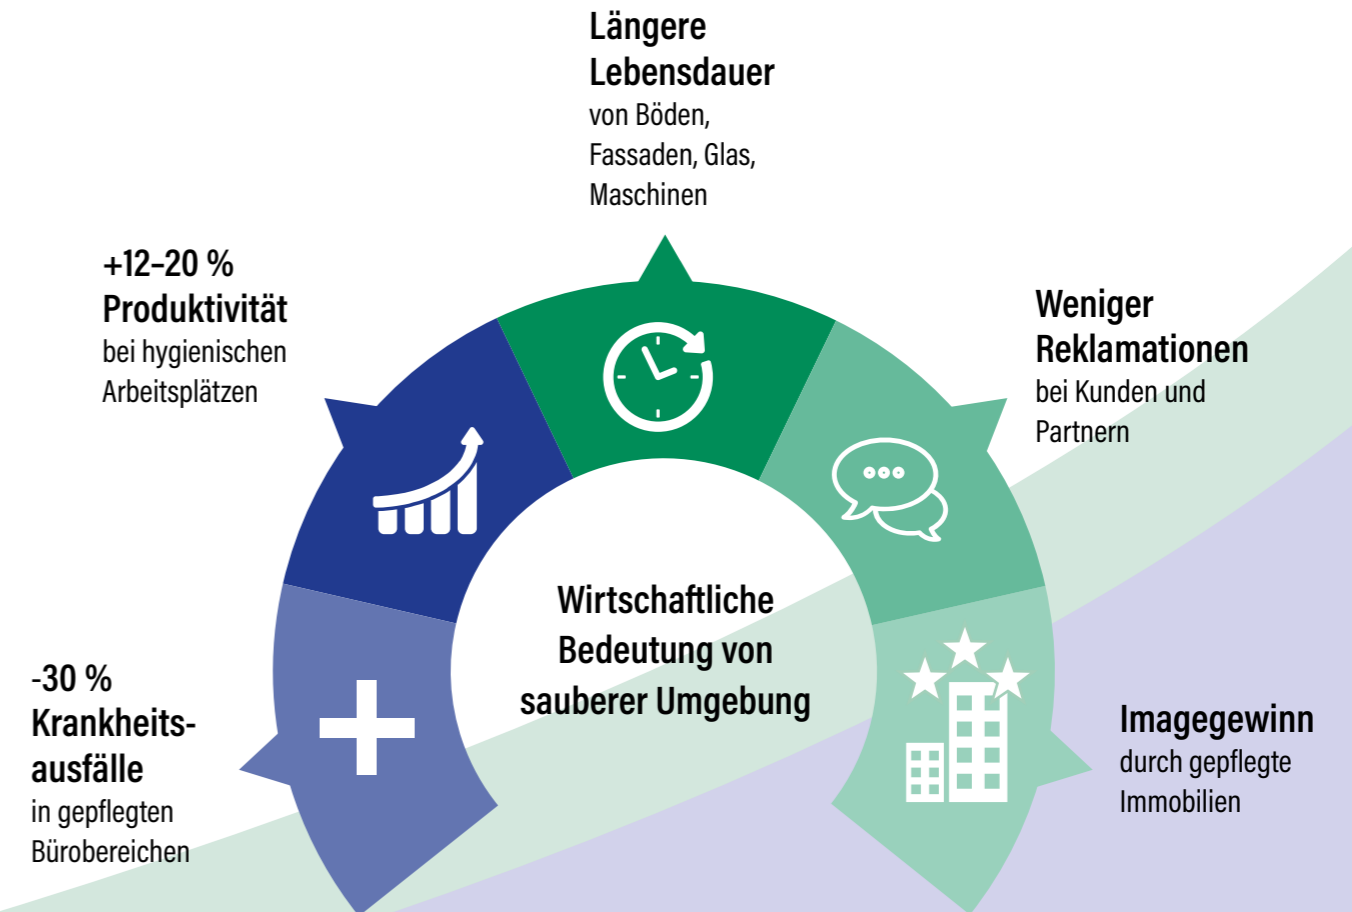 Längere
Lebensdauer
von Böden,
Fassaden, Glas,
Maschinen
+12–20 %
Produktivität
bei hygienischen
Arbeitsplätzen
Weniger
Reklamationen
bei Kunden und
Partnern
Wirtschaftliche
Bedeutung von
sauberer Umgebung
-30 %
Krankheits-
ausfälle
in gepflegten
Bürobereichen
Imagegewinn
durch gepflegte
Immobilien